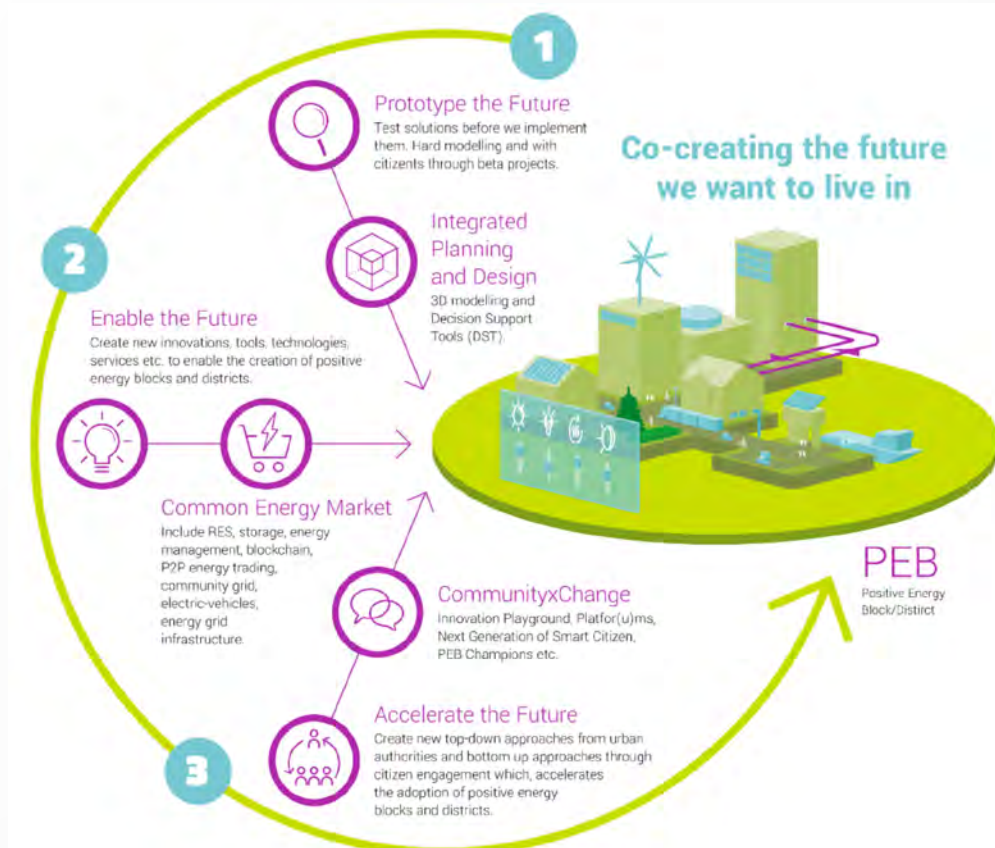 1
Prototype the Future
Test solutions before we implement
them. Hard modelling and with
citizents through beta projects.
Co-creating the future
we want to live in
Integrated
Planning
and Design
3D modelling and
Decision Support
Tools (DST).
2
Enable the Future
Create new innovations, tools, technologies,
services etc. to enable the creation of positive
energy blocks and districts.
Common Energy Market
Include RES, storage, energy
management, blockchain,
P2P energy trading,
community grid,
electric-vehicles,
energy grid
infrastructure.
PEB
Positive Energy
Block/Distirct
CommunityxChange
Innovation Playground, Platfor(u)ms,
Next Generation of Smart Citizen,
PEB Champions etc.
3
Accelerate the Future
Create new top-down approaches from urban
authorities and bottom up approaches through
citizen engagement which, accelerates
the adoption of positive energy
blocks and districts.